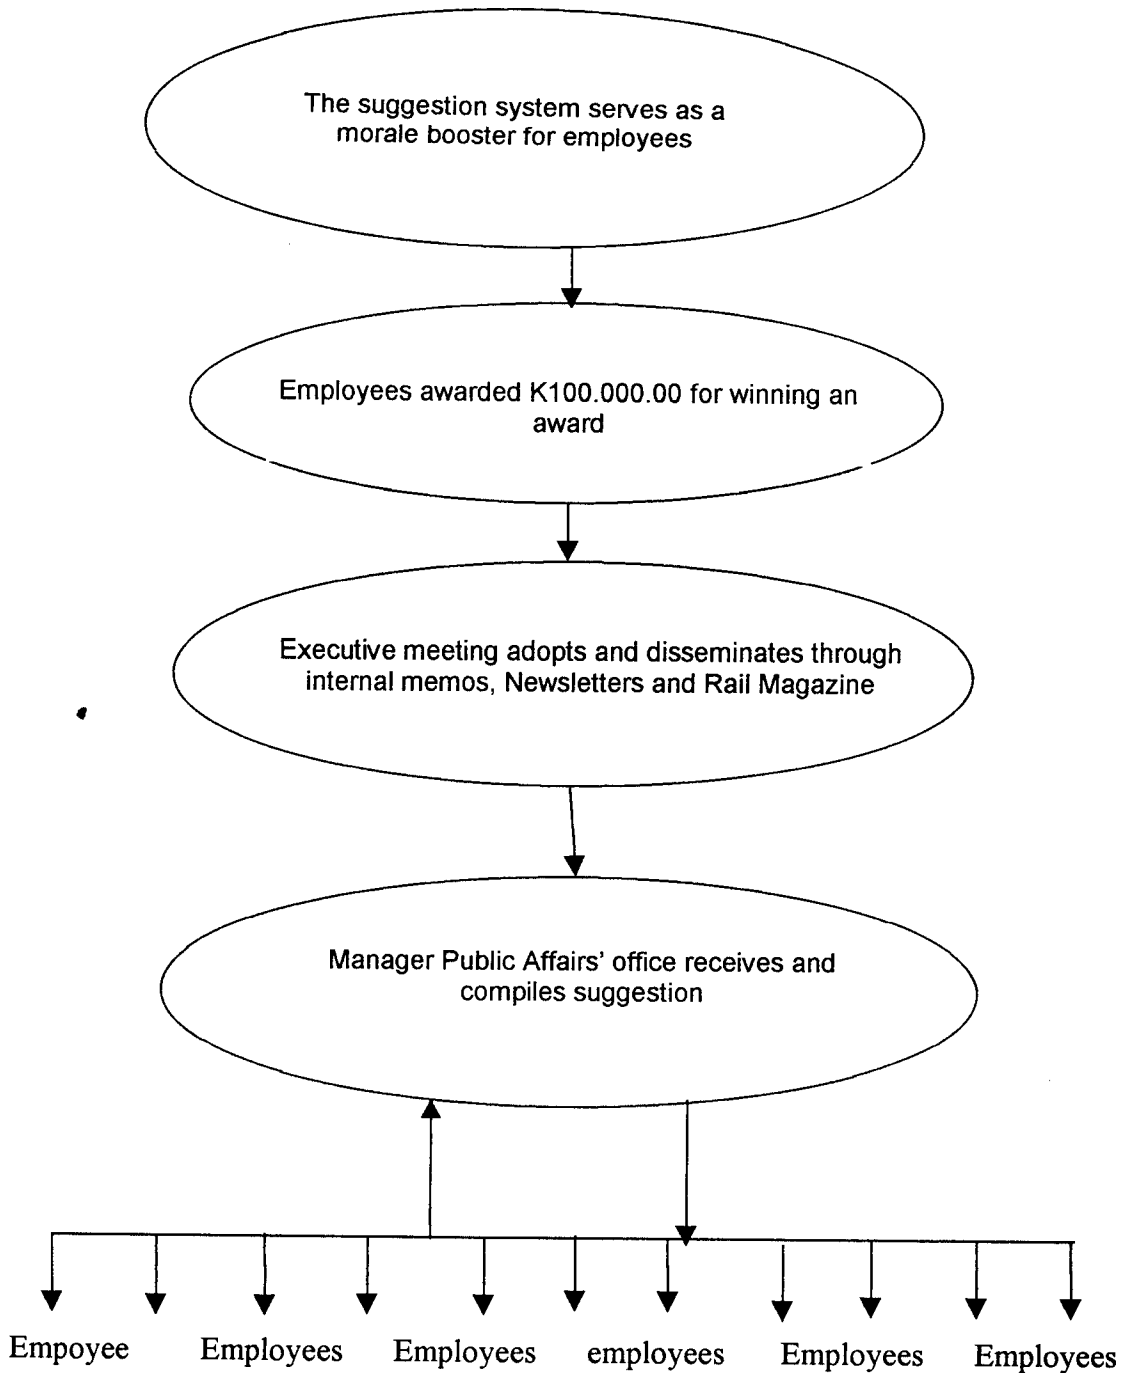 The suggestion system serves as a
morale booster for employees
Employees awarded K100.000.00 for winning an
award
Executive meeting adopts and disseminates through
internal memos, Newsletters and Rail Magazine
Manager Public Affairs’ office receives and
compiles suggestion
Empoyee Employees Employees employees Employees Employees